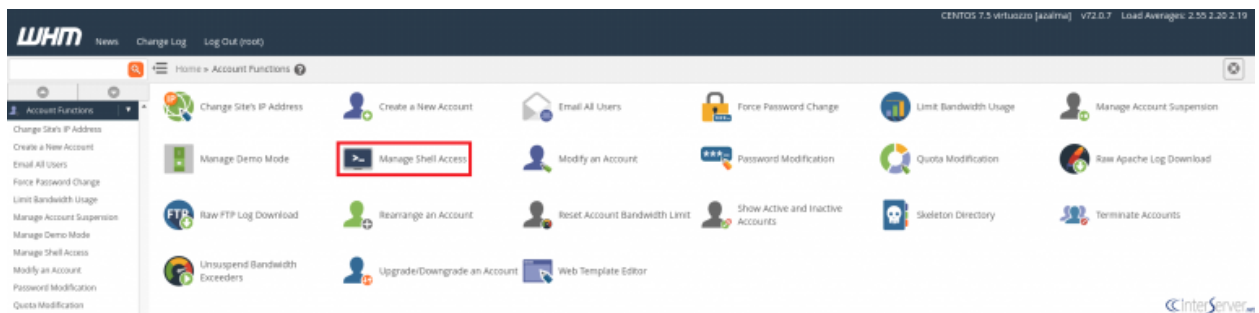 CENTOS 7.5 virtuozzo [azalma] v72.0.7 Load Averages: 2.55 2.20 2.19
WHM News Change Log Log Out (root)
Home » Account Functions
Account Functions
Change Site's IP Address
Create a New Account
Email All Users
Force Password Change
Limit Bandwidth Usage
Manage Account Suspension
Manage Demo Mode
Manage Shell Access
Modify an Account
Password Modification
Quota Modification
Change Site's IP Address
Create a New Account
Email All Users
Force Password Change
Limit Bandwidth Usage
Manage Account Suspension
Manage Demo Mode
Manage Shell Access
Modify an Account
Password Modification
Quota Modification
Raw Apache Log Download
Raw FTP Log Download
Rearrange an Account
Reset Account Bandwidth Limit
Show Active and Inactive
Accounts
Skeleton Directory
Terminate Accounts
Unsuspend Bandwidth
Exceeders
Upgrade/Downgrade an Account
Web Template Editor
InterServer.net